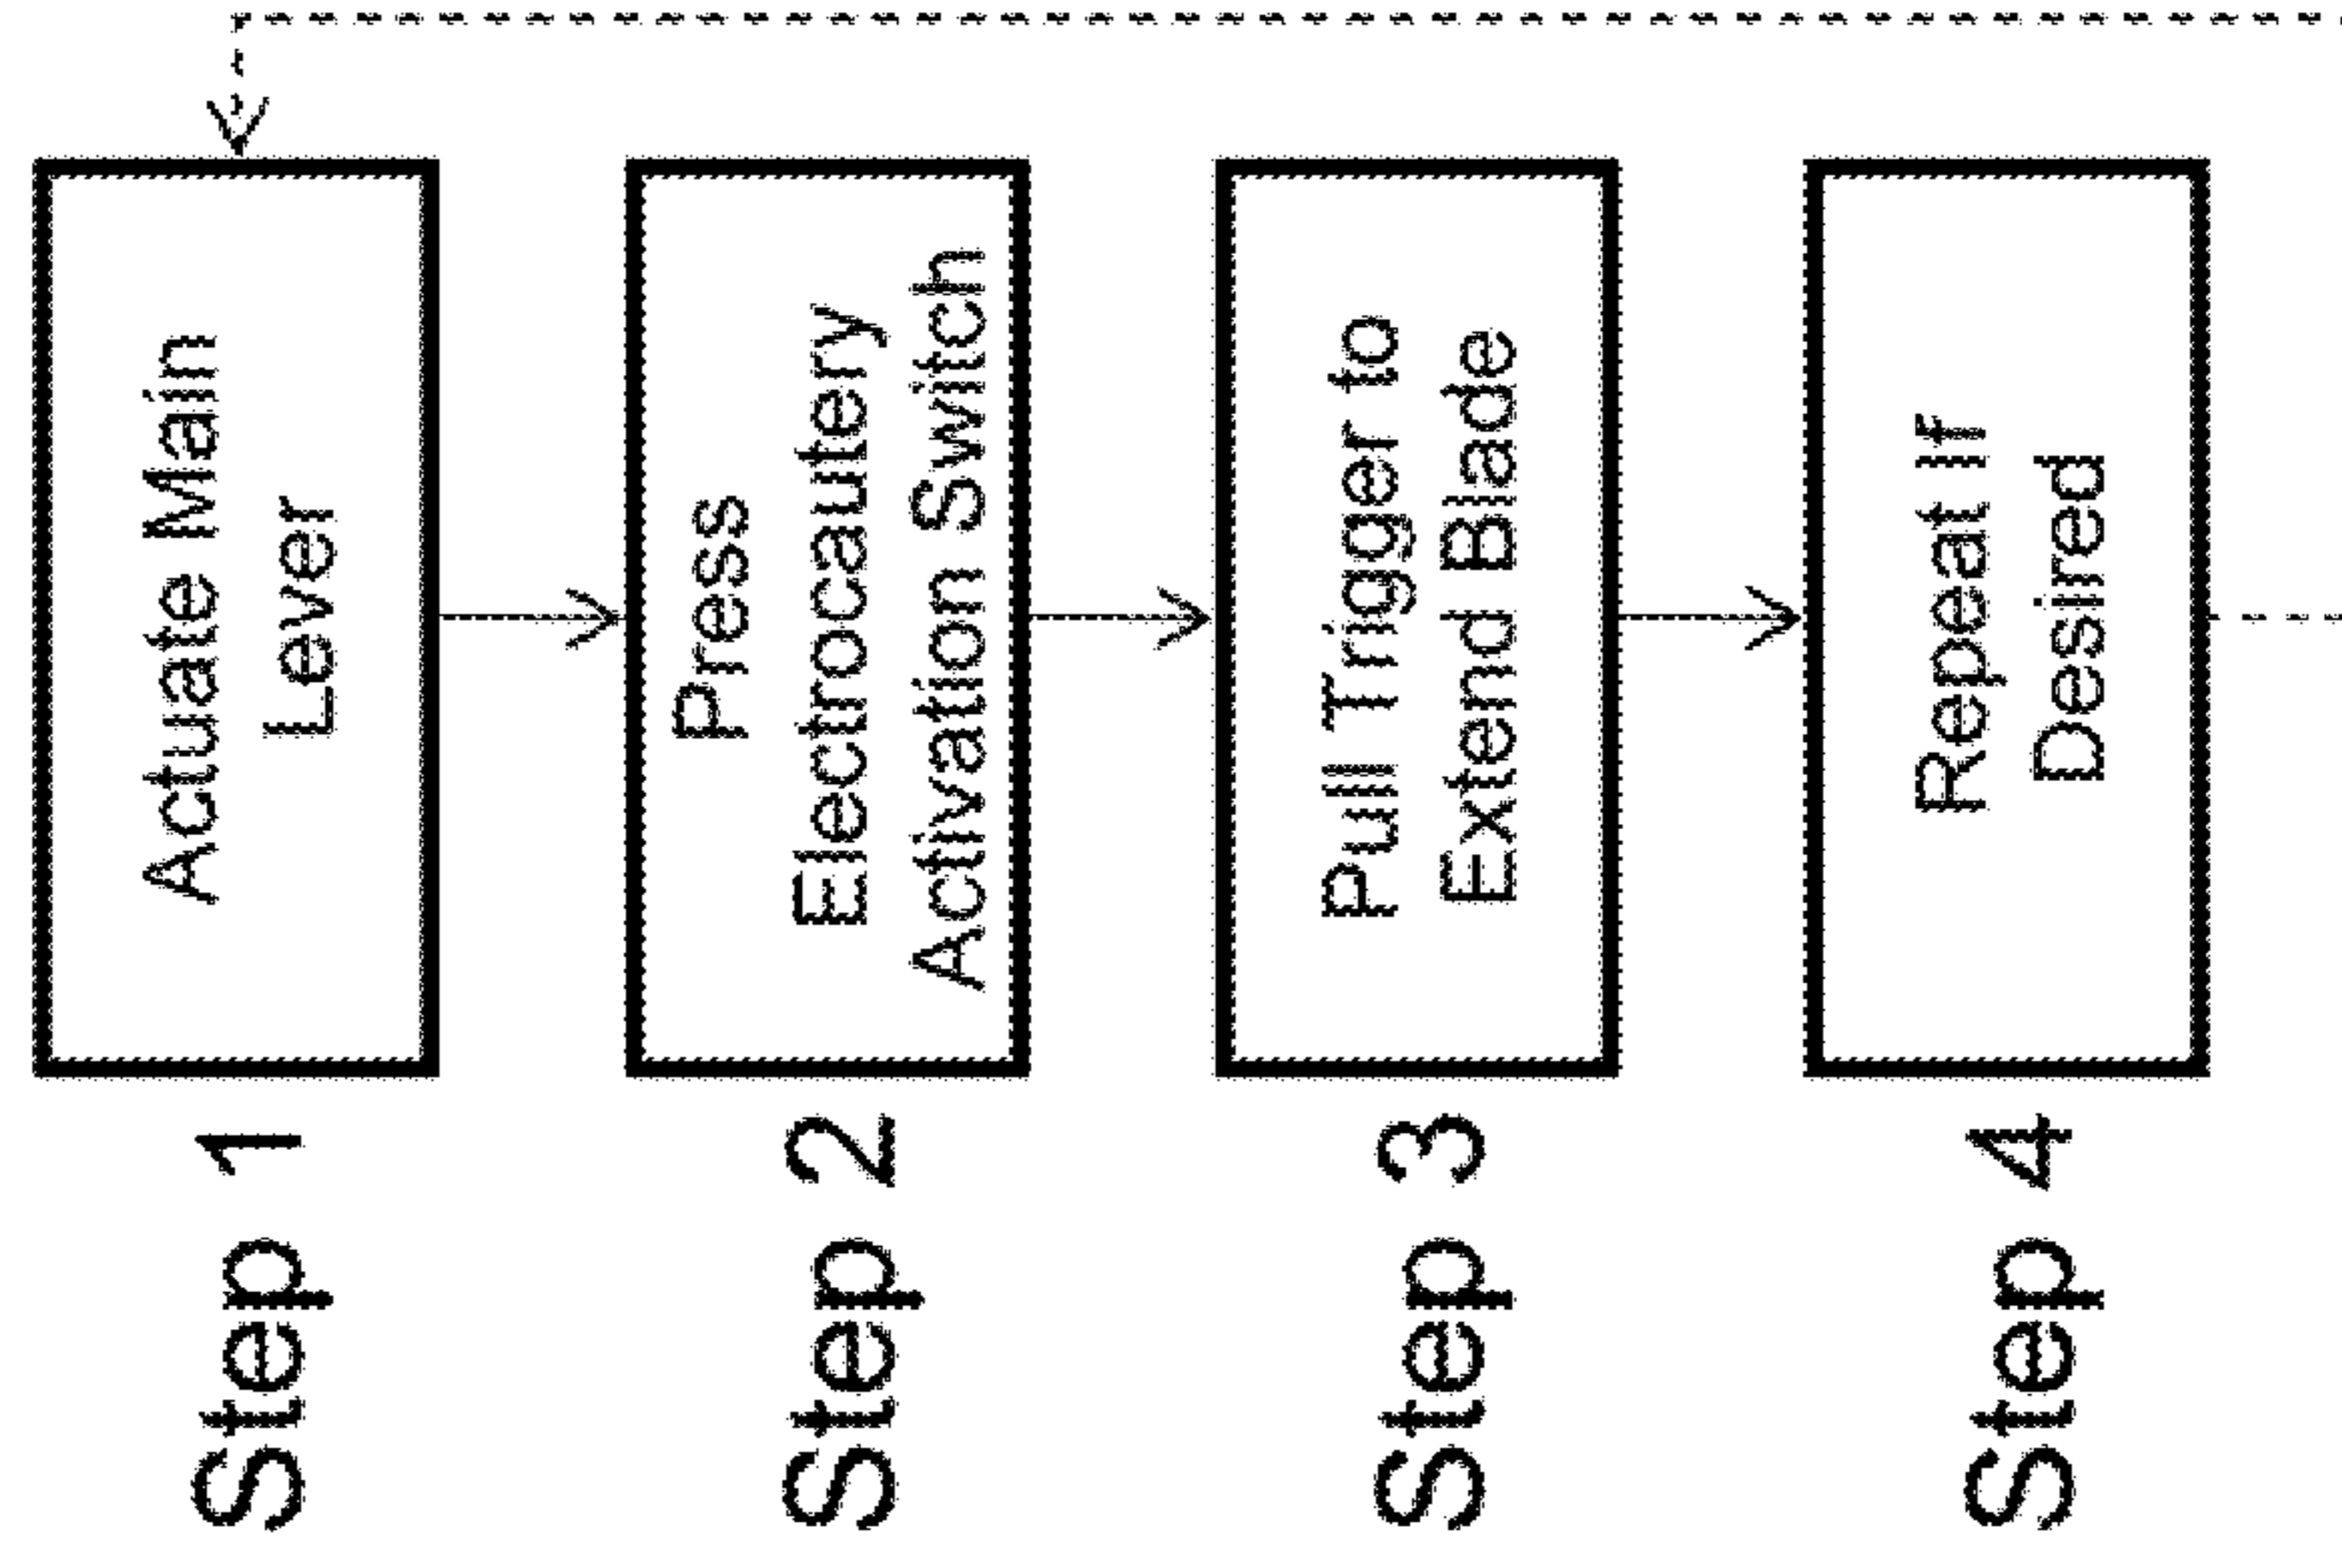 Step 1
Actuate Main
Lever
Step 2
Press
Electrocautery
Activation Switch
Step 3
Pull Trigger to
Extend Blade
Step 4
Repeat If
Desired